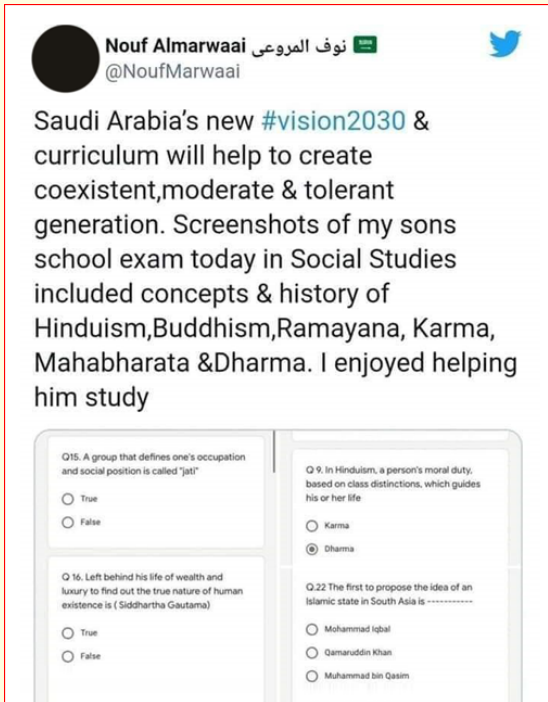 Nouf Almarwaai نوف المروعي
@NoufMarwaai
Saudi Arabia's new #vision2030 &
curriculum will help to create
coexistent,moderate & tolerant
generation. Screenshots of my sons
school exam today in Social Studies
included concepts & history of
Hinduism,Buddhism,Ramayana, Karma,
Mahabharata &Dharma. I enjoyed helping
him study
Q15. A group that defines one's occupation
and social position is called "jati"
True
False
Q 16. Left behind his life of wealth and
luxury to find out the true nature of human
existence is ( Siddhartha Gautama)
True
False
Q 9. In Hinduism, a person's moral duty,
based on class distinctions, which guides
his or her life
Karma
Dharma
Q.22 The first to propose the idea of an
Islamic state in South Asia is -----------
Mohammad Iqbal
Qamaruddin Khan
Muhammad bin Qasim